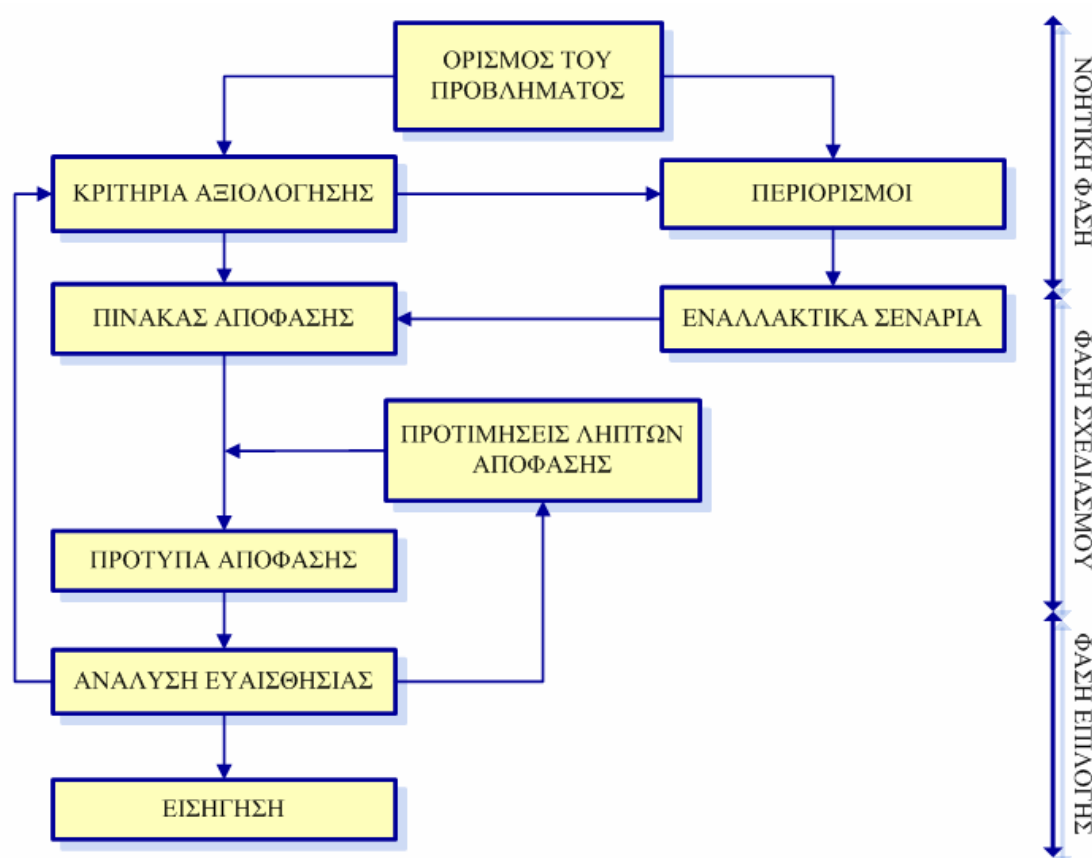 ΟΡΙΣΜΟΣ ΤΟΥ
ΠΡΟΒΛΗΜΑΤΟΣ
ΚΡΙΤΗΡΙΑ ΑΞΙΟΛΟΓΗΣΗΣ
ΠΕΡΙΟΡΙΣΜΟΙ
ΠΙΝΑΚΑΣ ΑΠΟΦΑΣΗΣ
ΕΝΑΛΛΑΚΤΙΚΑ ΣΕΝΑΡΙΑ
ΠΡΟΤΙΜΗΣΕΙΣ ΛΗΠΤΩΝ
ΑΠΟΦΑΣΗΣ
ΠΡΟΤΥΠΑ ΑΠΟΦΑΣΗΣ
ΑΝΑΛΥΣΗ ΕΥΑΙΣΘΗΣΙΑΣ
ΕΙΣΗΓΗΣΗ
ΝΟΗΤΙΚΗ ΦΑΣΗ
ΦΑΣΗ ΣΧΕΔΙΑΣΜΟΥ
ΦΑΣΗ ΕΠΙΛΟΓΗΣ